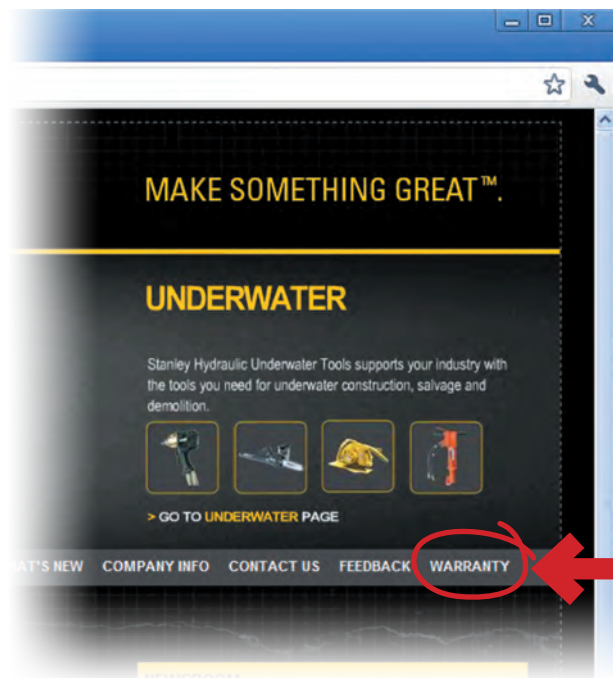 MAKE SOMETHING GREAT™.
UNDERWATER
Stanley Hydraulic Underwater Tools supports your industry with
the tools you need for underwater construction, salvage and
demolition.
> GO TO UNDERWATER PAGE
NEW COMPANY INFO CONTACT US FEEDBACK WARRANTY